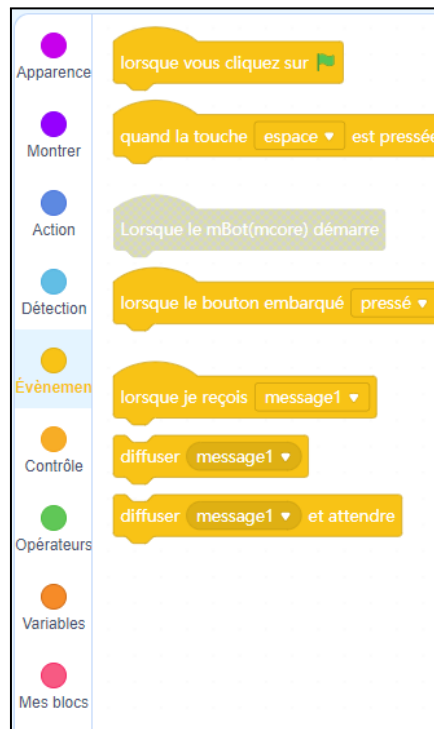 Apparence
Montrer
Action
Détection
Évènemen
Contrôle
Opérateurs
Variables
Mes blocs
lorsque vous cliquez sur
quand la touche espace est pressée
Lorsque le mBot(mcore) démarre
lorsque le bouton embarqué pressé
lorsque je reçois message1
diffuser message1
diffuser message1 et attendre